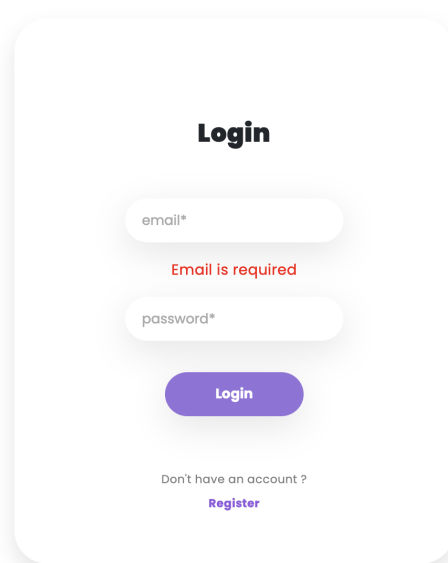 Login
email*
Email is required
password*
Login
Don't have an account ?
Register